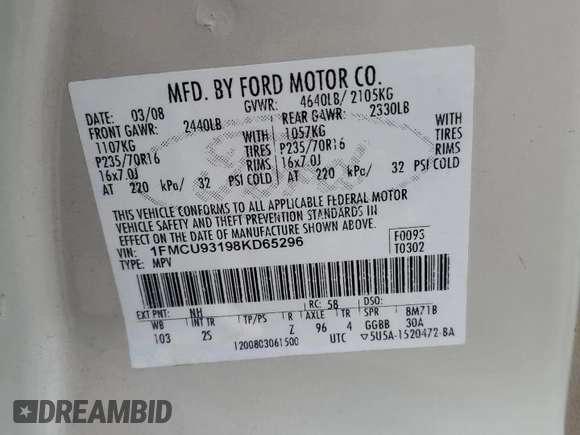 MFD. BY FORD MOTOR CO.
DATE: 03/08 GVWR: 4640LB/ 2105KG
FRONT GAWR: 2440LB REAR GAWR: 2330LB
1107KG WITH 1057KG WITH
P235/70R16 TIRES P235/70R16 TIRES
16x7.0J RIMS 16x7.0J RIMS
AT 220 kPa/ 32 PSI COLD AT 220 kPa/ 32 PSI COLD
THIS VEHICLE CONFORMS TO ALL APPLICABLE FEDERAL MOTOR
VEHICLE SAFETY AND THEFT PREVENTION STANDARDS IN
EFFECT ON THE DATE OF MANUFACTURE SHOWN ABOVE.
VIN: 1FMCU93198KD65296 F0093
TYPE: MPV T0302
EXT PNT: NH RC: 58 DSO:
WB INT TR TP/PS R AXLE TR SPR 8M71B
103 2S Z 96 4 GGBB 30A
1200803061500 UTC ▽5U5A-1520472-BA
DREAMBID